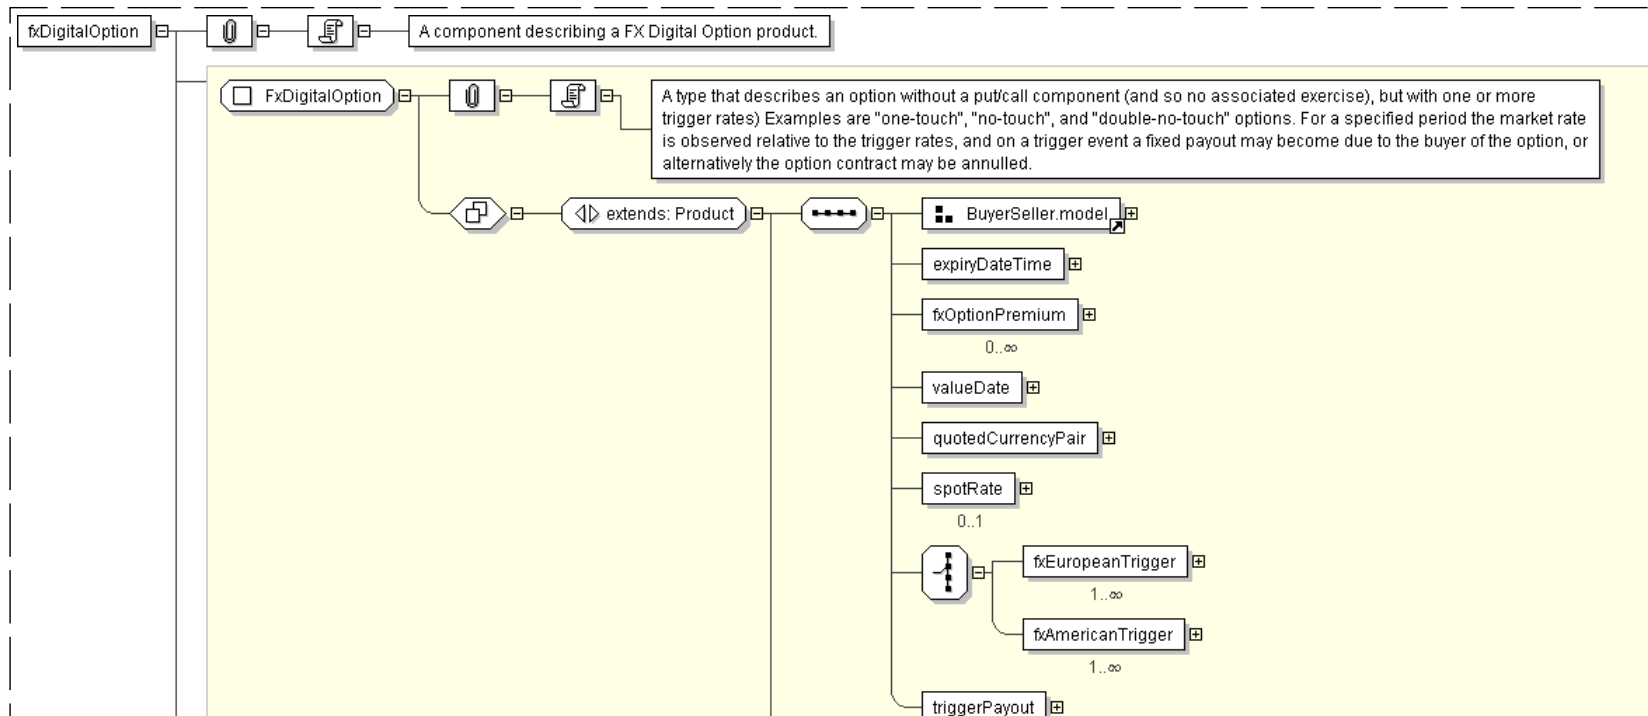 fxDigitalOption
A component describing a FX Digital Option product.
FxDigitalOption
A type that describes an option without a put/call component (and so no associated exercise), but with one or more
trigger rates) Examples are "one-touch", "no-touch", and "double-no-touch" options. For a specified period the market rate
is observed relative to the trigger rates, and on a trigger event a fixed payout may become due to the buyer of the option, or
alternatively the option contract may be annulled.
extends: Product
BuyerSeller.model
expiryDateTime
fxOptionPremium
0..∞
valueDate
quotedCurrencyPair
spotRate
0..1
fxEuropeanTrigger
1..∞
fxAmericanTrigger
1..∞
triggerPayout